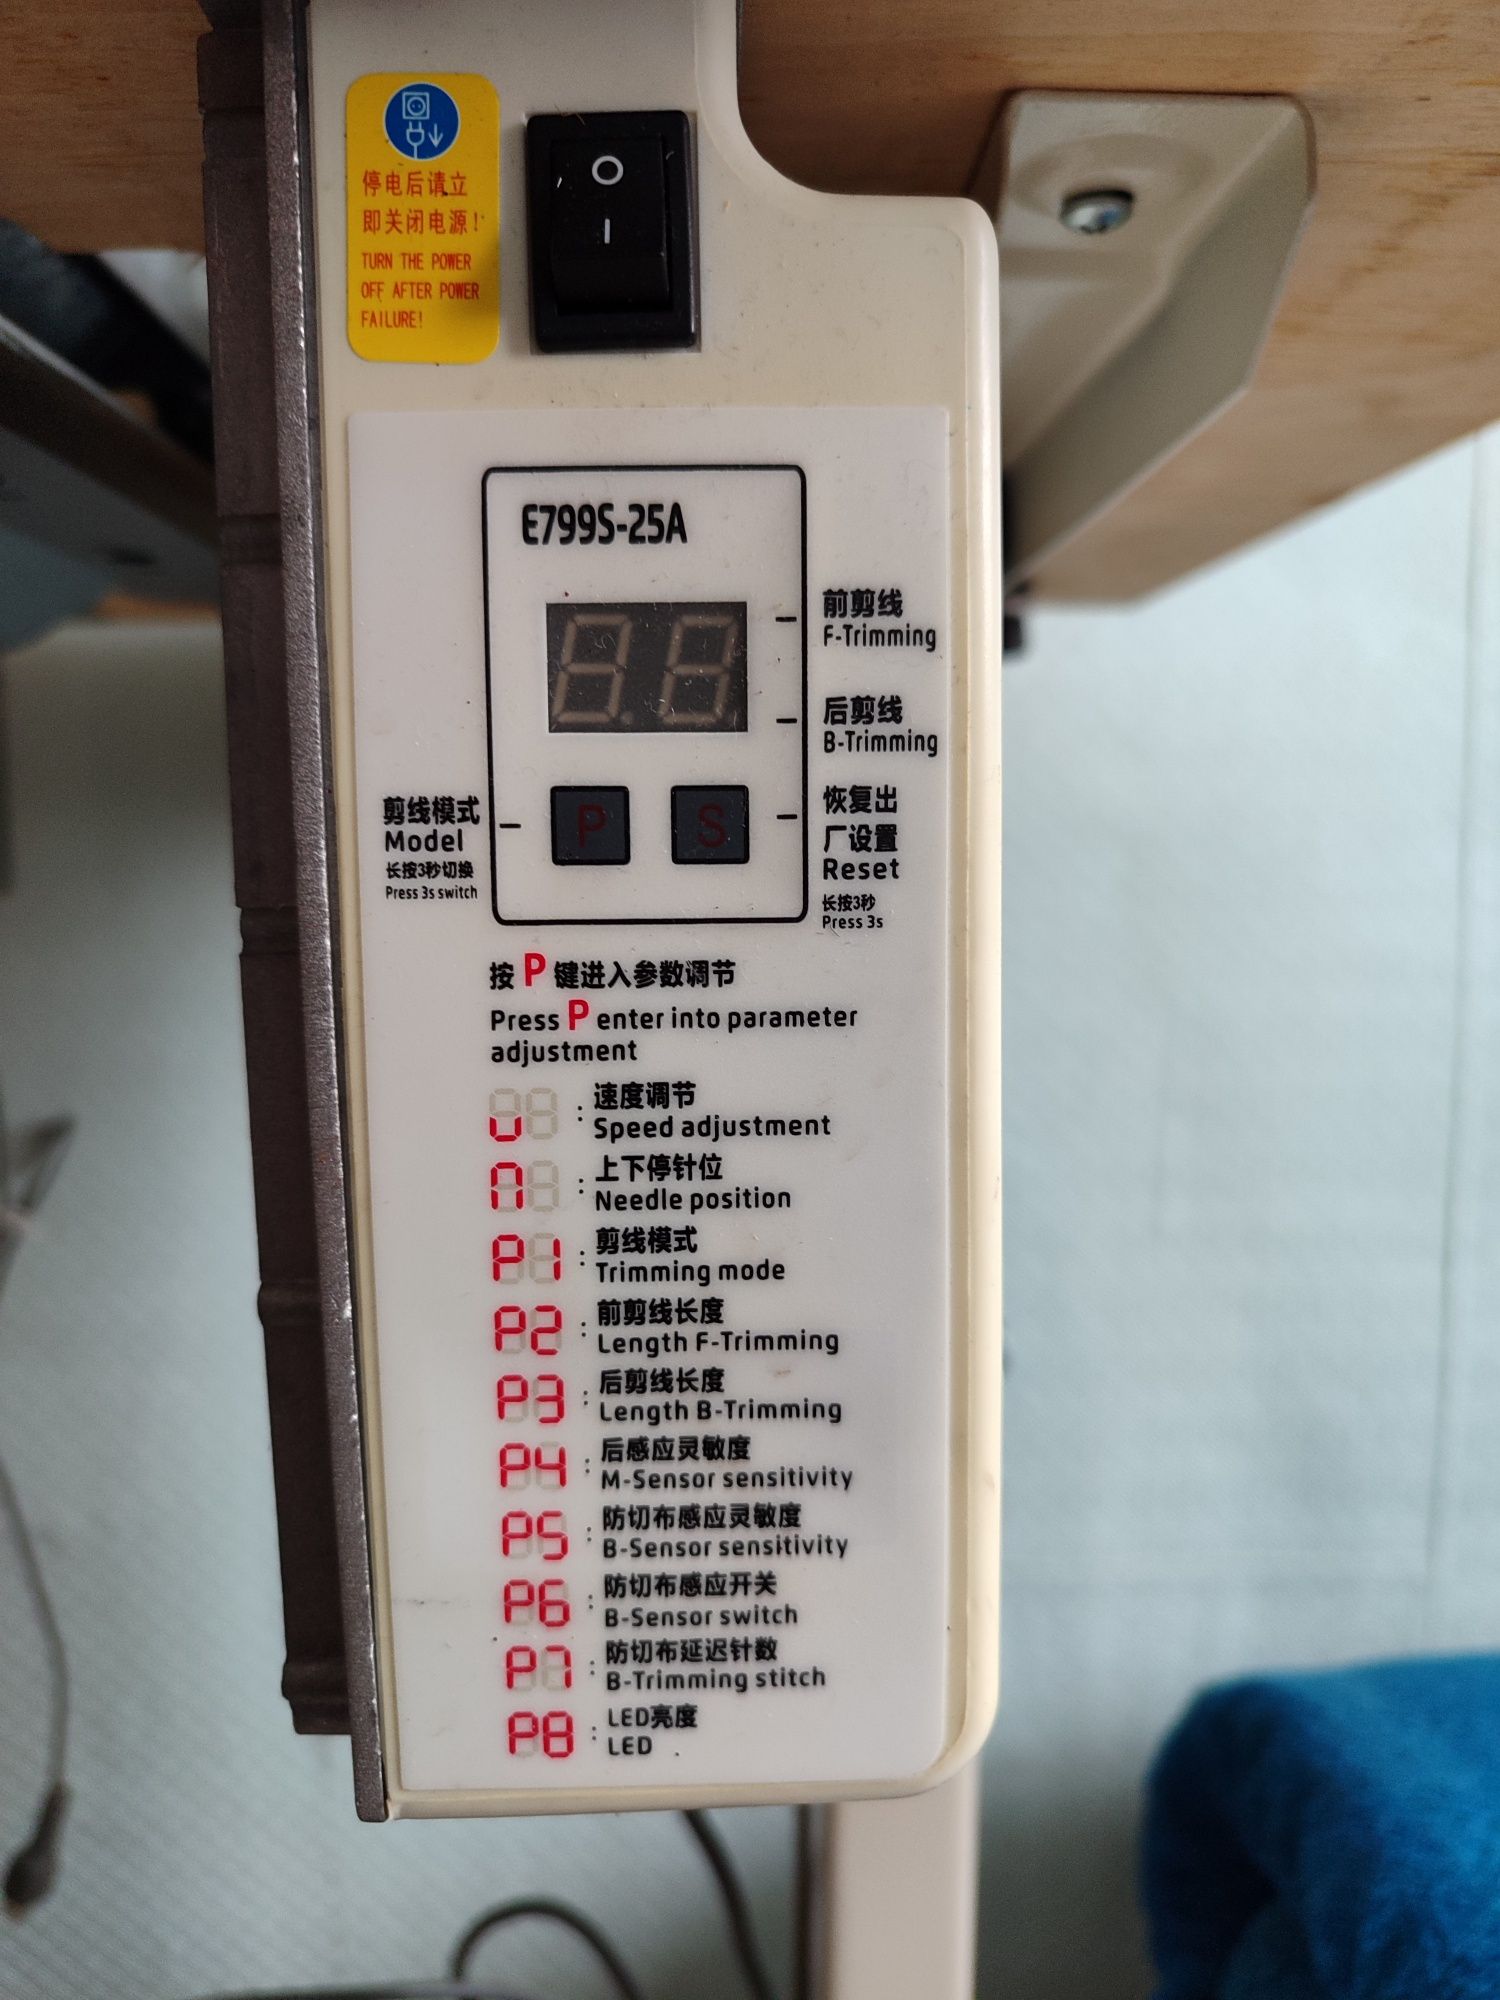 停电后请立
即关闭电源!
TURN THE POWER
OFF AFTER POWER
FAILURE!
E799S-25A
前剪线
F-Trimming
后剪线
B-Trimming
剪线模式
Model
长按3秒切换
Press 3s switch
P
S
恢复出
厂设置
Reset
长按3秒
Press 3s
按 P 键进入参数调节
Press P enter into parameter
adjustment
速度调节
Speed adjustment
上下停针位
Needle position
P1 : 剪线模式
Trimming mode
P2 : 前剪线长度
Length F-Trimming
P3 : 后剪线长度
Length B-Trimming
P4 : 后感应灵敏度
M-Sensor sensitivity
P5 : 防切布感应灵敏度
B-Sensor sensitivity
P6 : 防切布感应开关
B-Sensor switch
P7 : 防切布延迟针数
B-Trimming stitch
P8 : LED亮度
LED